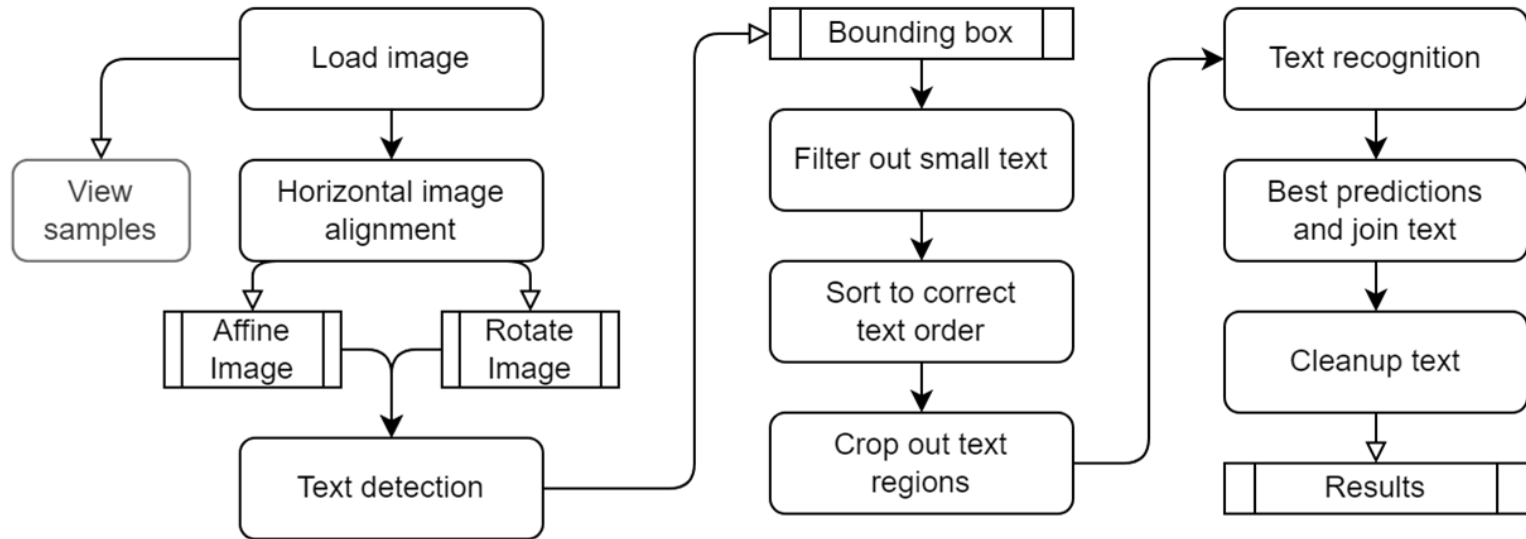 Load image
View
samples
Horizontal image
alignment
Affine
Image
Rotate
Image
Text detection
Bounding box
Filter out small text
Sort to correct
text order
Crop out text
regions
Text recognition
Best predictions
and join text
Cleanup text
Results